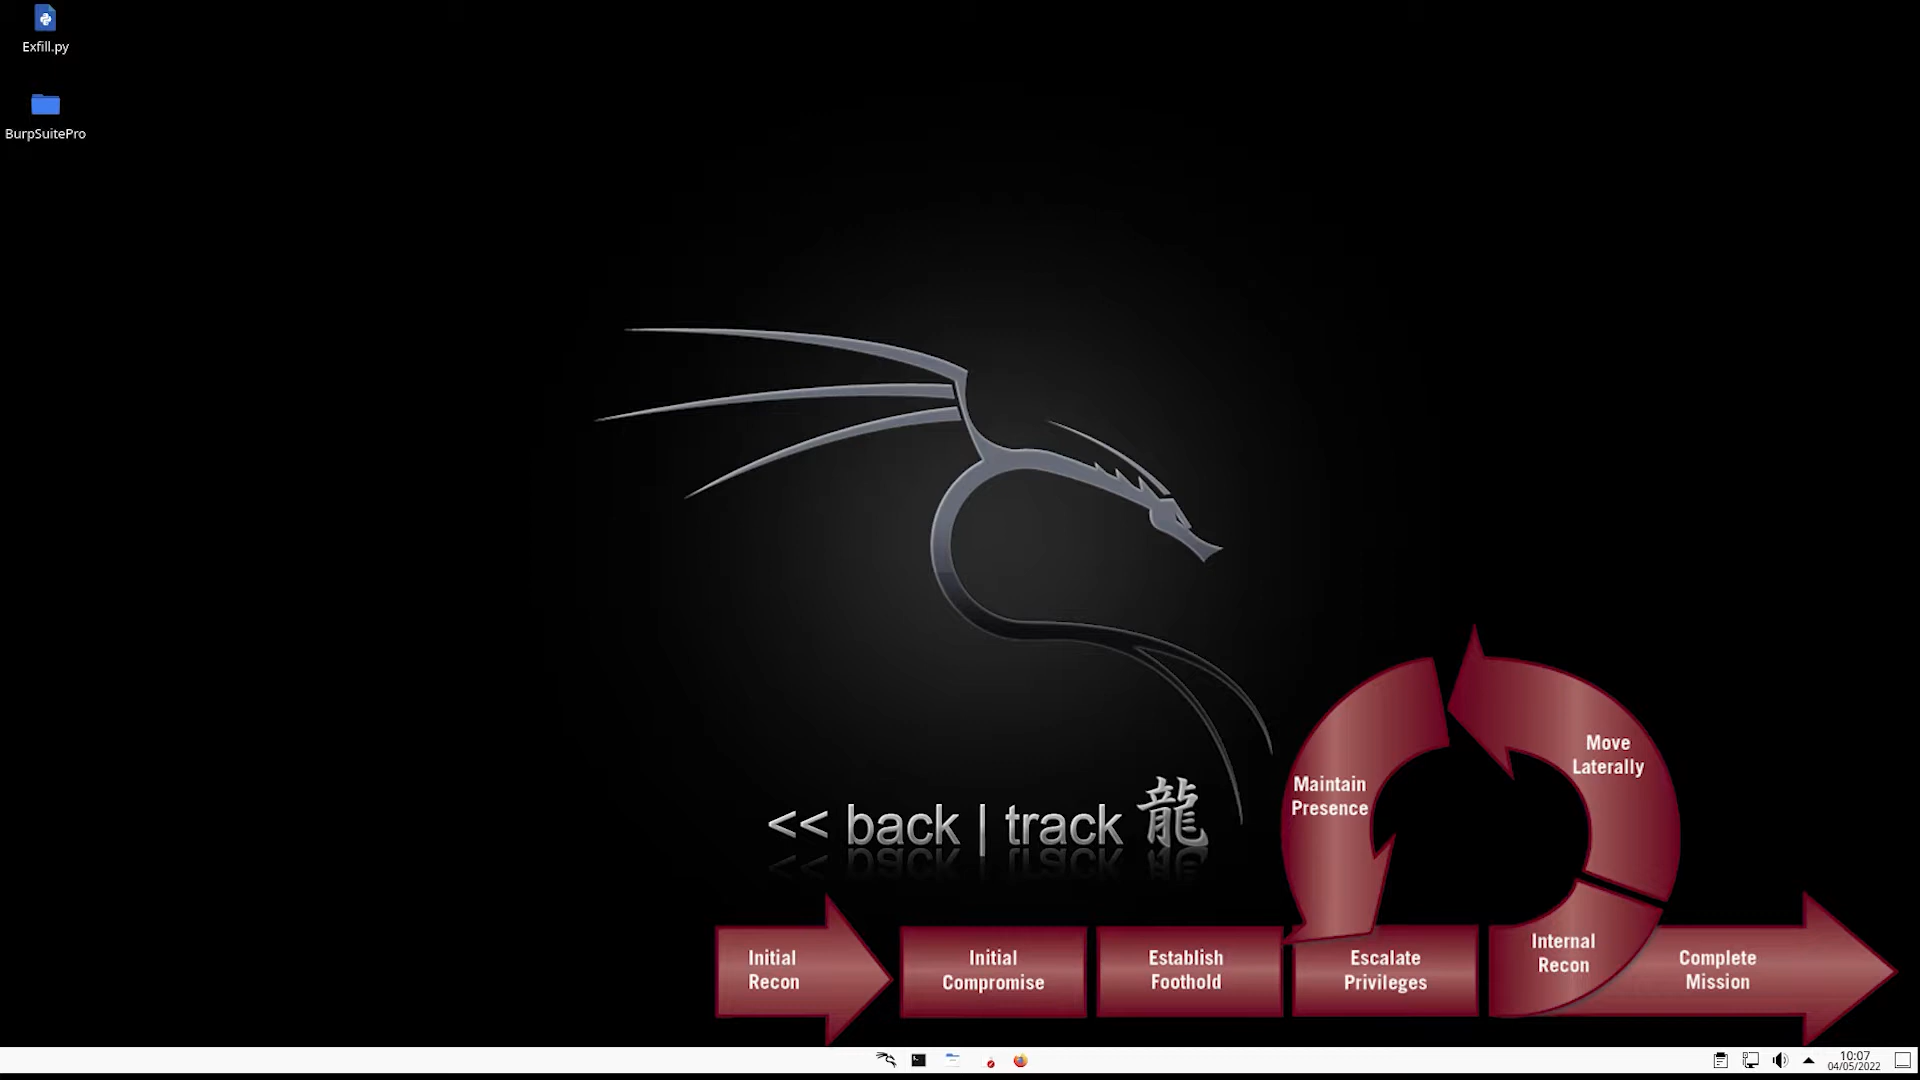 Exfill.py
BurpSuitePro
<< back | track 龍
Move
Laterally
Maintain
Presence
Initial
Recon
Initial
Compromise
Establish
Foothold
Escalate
Privileges
Internal
Recon
Complete
Mission
10:07
04/05/2022